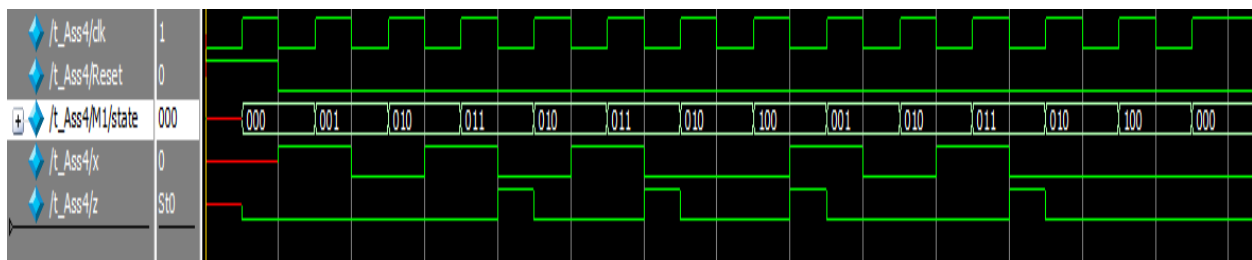 /t_Ass4/clk 1
/t_Ass4/Reset 0
/t_Ass4/M1/state 000 000 001 010 011 010 011 010 100 001 010 011 010 100 000
/t_Ass4/x 0
/t_Ass4/z St0